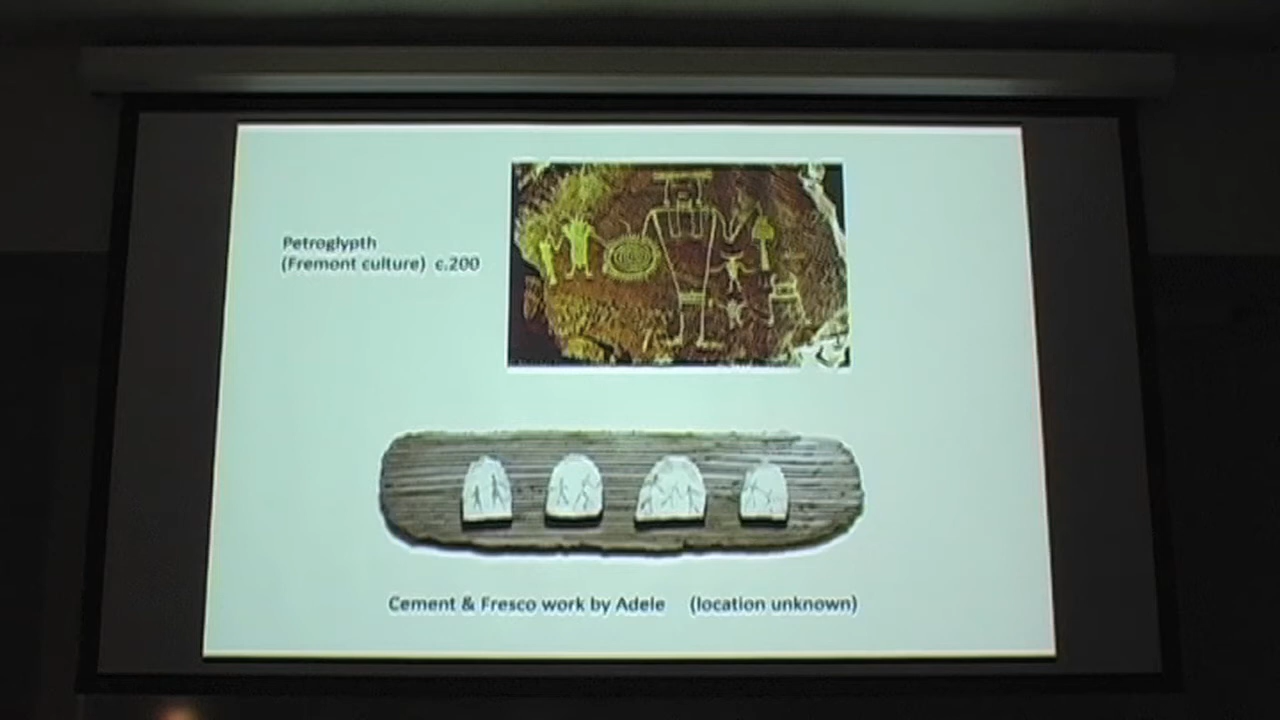 Petroglypth
(Fremont culture) c.200
Cement & Fresco work by Adele (location unknown)